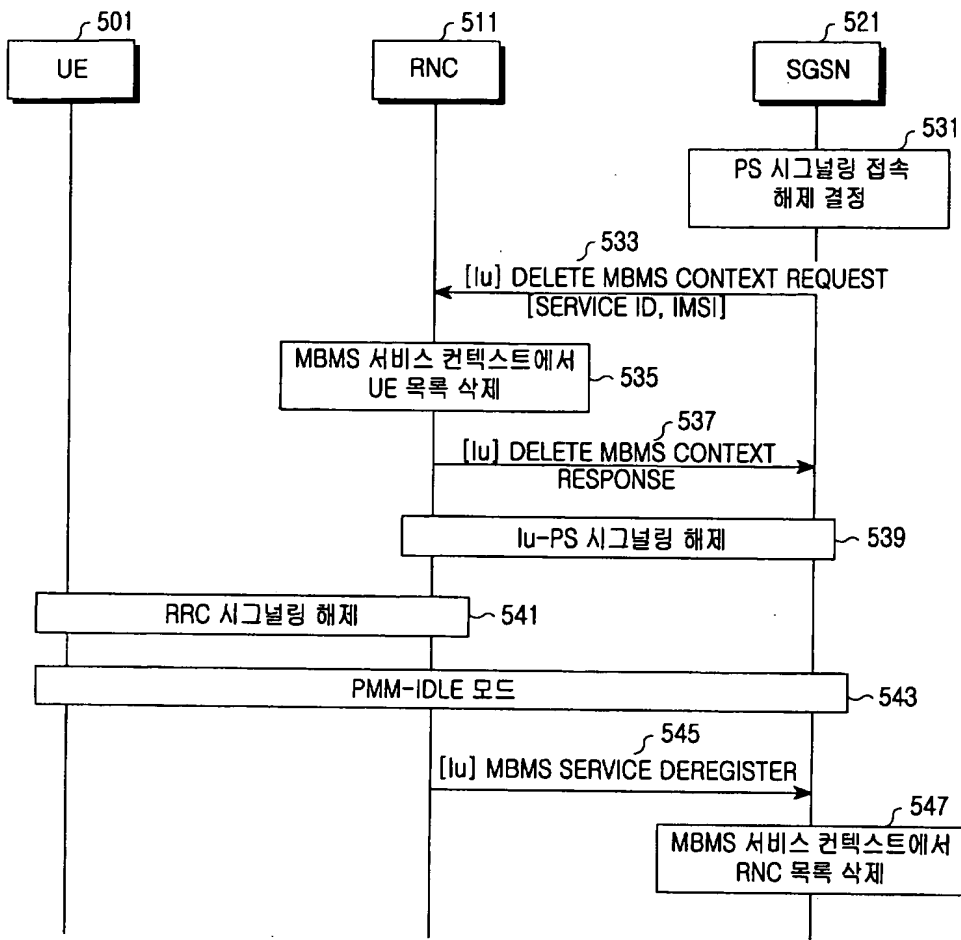 501
511
521
UE
RNC
SGSN
531
PS 시그널링 접속
해제 결정
533
[Iu] DELETE MBMS CONTEXT REQUEST
[SERVICE ID, IMSI]
MBMS 서비스 컨텍스트에서
UE 목록 삭제
535
537
[Iu] DELETE MBMS CONTEXT
RESPONSE
Iu-PS 시그널링 해제
539
RRC 시그널링 해제
541
PMM-IDLE 모드
543
545
[Iu] MBMS SERVICE DEREGISTER
547
MBMS 서비스 컨텍스트에서
RNC 목록 삭제